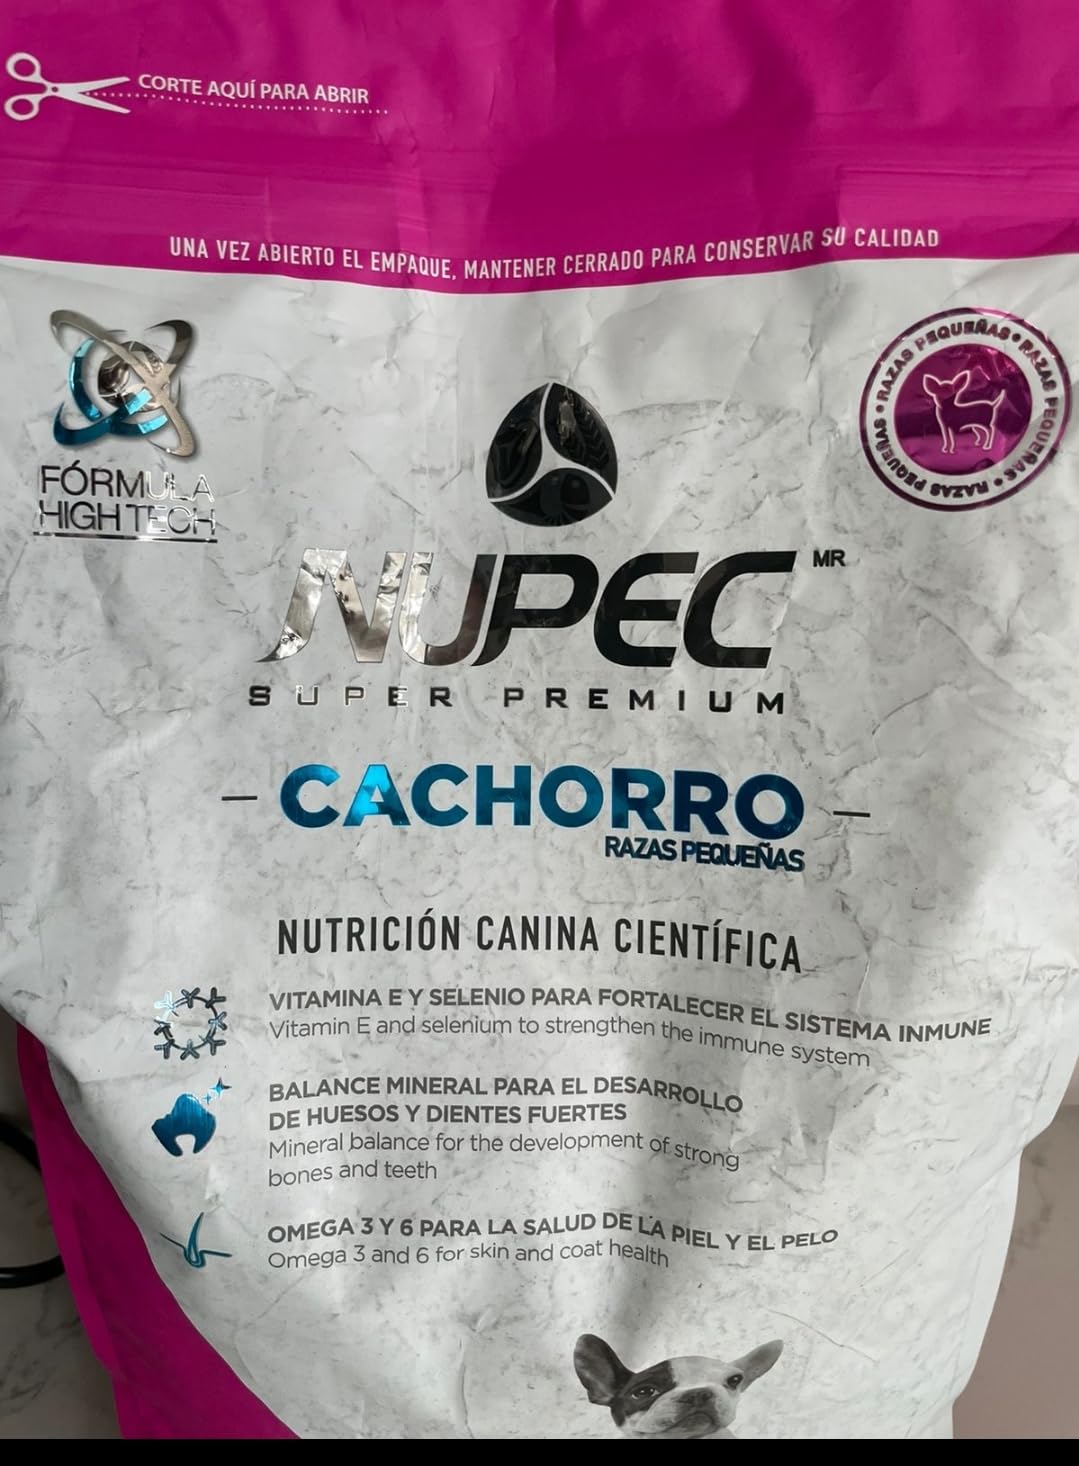 CORTE AQUÍ PARA ABRIR
UNA VEZ ABIERTO EL EMPAQUE, MANTENER CERRADO PARA CONSERVAR SU CALIDAD
FÓRMULA
HIGH TECH
RAZAS PEQUEÑAS • RAZAS PEQUEÑAS • RAZAS PEQUEÑAS •
NUPEC MR
SUPER PREMIUM
- CACHORRO -
RAZAS PEQUEÑAS
NUTRICIÓN CANINA CIENTÍFICA
VITAMINA E Y SELENIO PARA FORTALECER EL SISTEMA INMUNE
Vitamin E and selenium to strengthen the immune system
BALANCE MINERAL PARA EL DESARROLLO
DE HUESOS Y DIENTES FUERTES
Mineral balance for the development of strong
bones and teeth
OMEGA 3 Y 6 PARA LA SALUD DE LA PIEL Y EL PELO
Omega 3 and 6 for skin and coat health